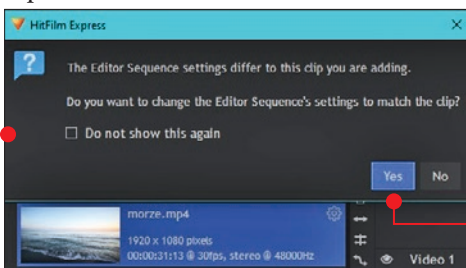 HitFilm Express
The Editor Sequence settings differ to this clip you are adding.
Do you want to change the Editor Sequence's settings to match the clip?
Do not show this again
Yes No
morze.mp4
1920 x 1080 pixels
00:00:31:13 @ 30fps, stereo @ 48000Hz
Video 1